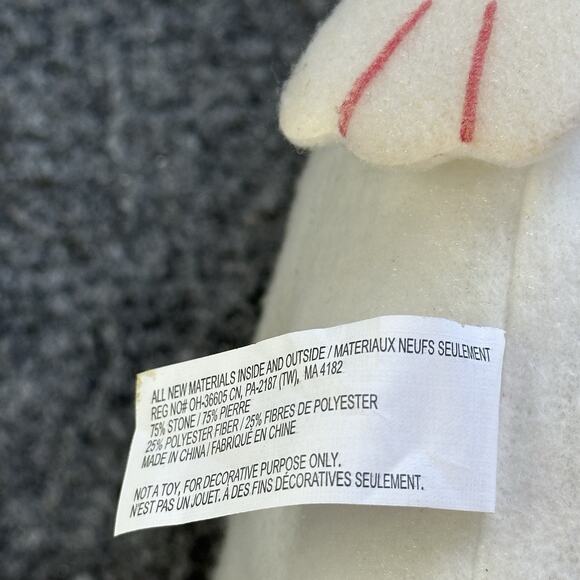 ALL NEW MATERIALS INSIDE AND OUTSIDE / MATERIAUX NEUFS SEULEMENT
REG NO# OH-36605 CN, PA-2187 (TW), MA 4182
75% STONE / 75% PIERRE
25% POLYESTER FIBER / 25% FIBRES DE POLYESTER
MADE IN CHINA / FABRIQUÉ EN CHINE
NOT A TOY, FOR DECORATIVE PURPOSE ONLY.
N'EST PAS UN JOUET. À DES FINS DÉCORATIVES SEULEMENT.